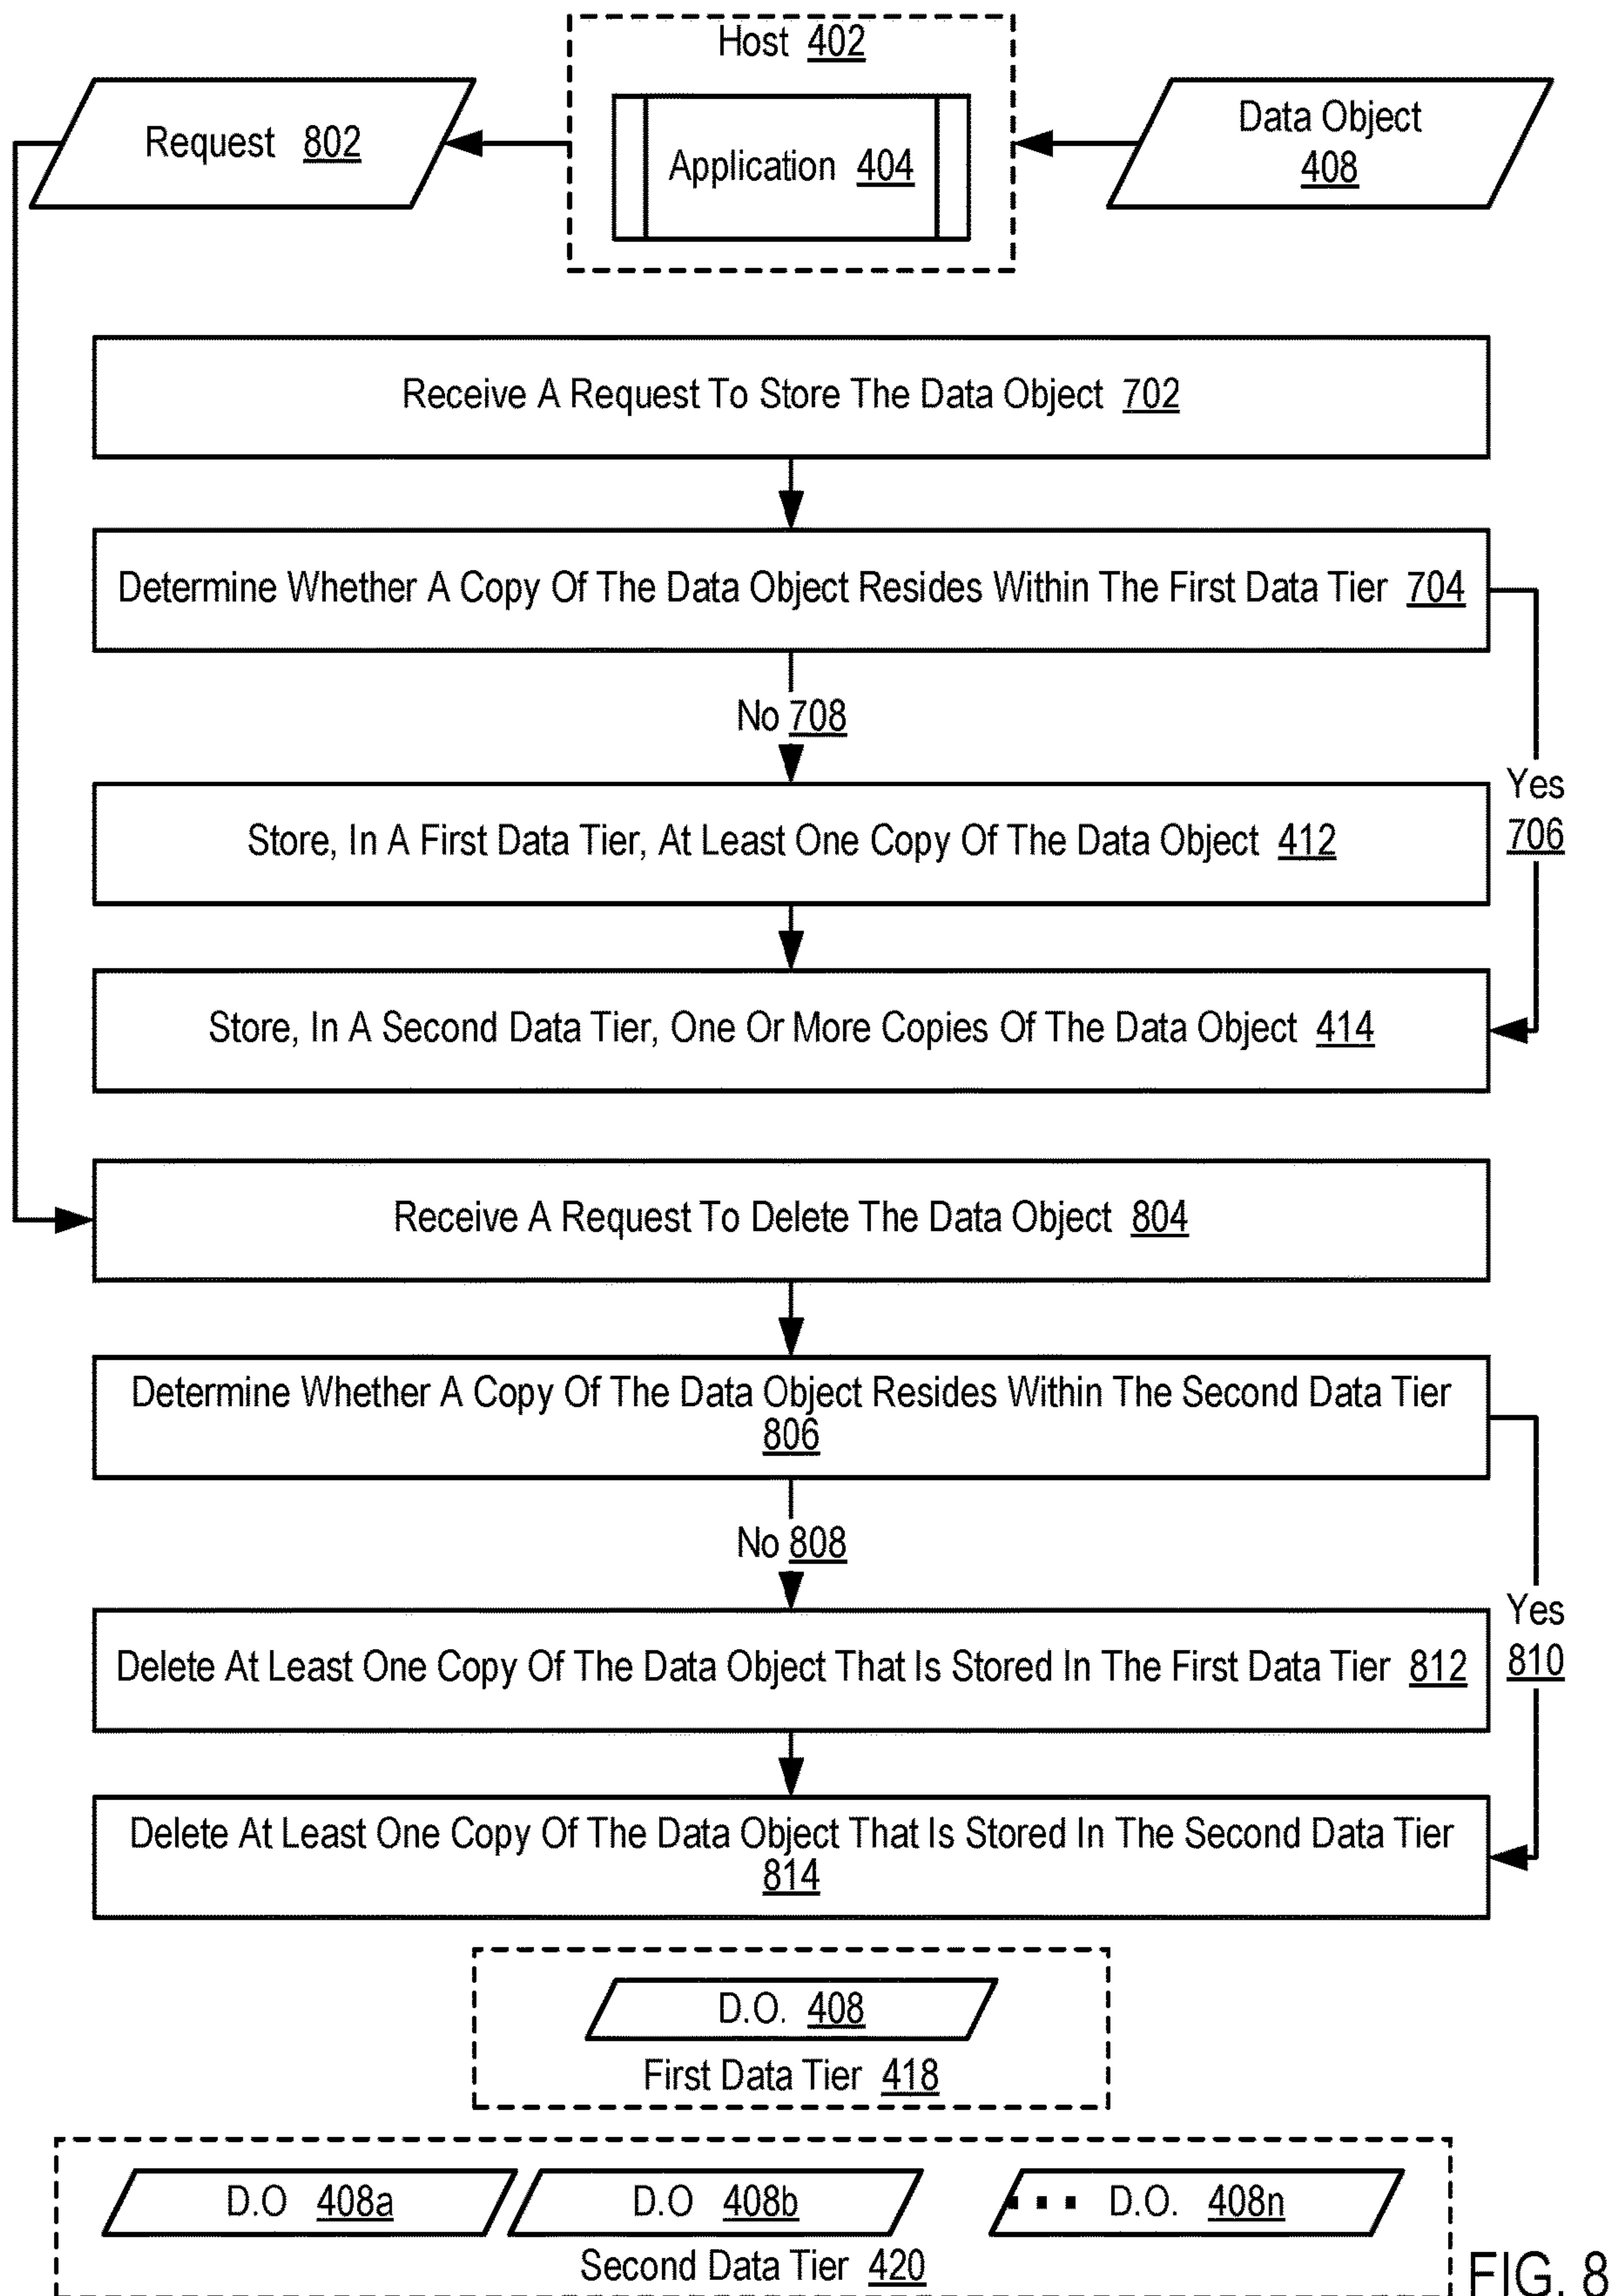 Host 402
Request 802
Application 404
Data Object
408
Receive A Request To Store The Data Object 702
Determine Whether A Copy Of The Data Object Resides Within The First Data Tier 704
No 708
Yes
706
Store, In A First Data Tier, At Least One Copy Of The Data Object 412
Store, In A Second Data Tier, One Or More Copies Of The Data Object 414
Receive A Request To Delete The Data Object 804
Determine Whether A Copy Of The Data Object Resides Within The Second Data Tier
806
No 808
Yes
810
Delete At Least One Copy Of The Data Object That Is Stored In The First Data Tier 812
Delete At Least One Copy Of The Data Object That Is Stored In The Second Data Tier
814
D.O. 408
First Data Tier 418
D.O 408a
D.O 408b
... D.O. 408n
Second Data Tier 420
FIG. 8